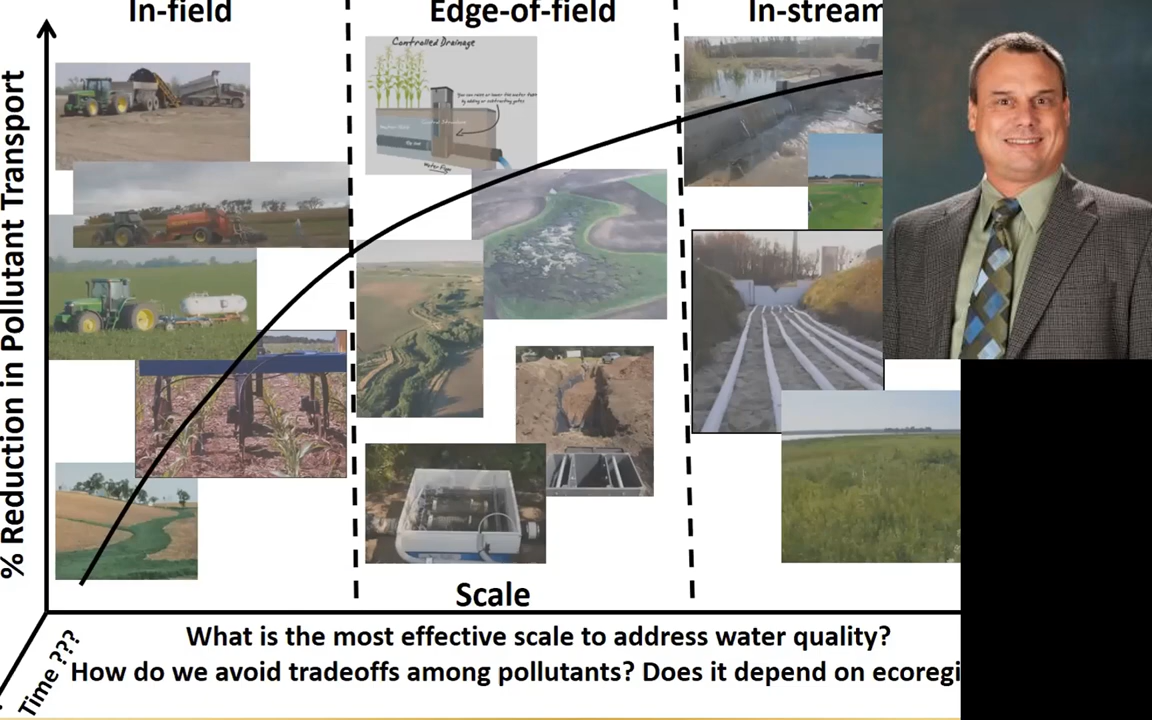 In-field
Edge-of-field
In-stream
% Reduction in Pollutant Transport
Controlled Drainage
Scale
Time ???
What is the most effective scale to address water quality?
How do we avoid tradeoffs among pollutants? Does it depend on ecoregi